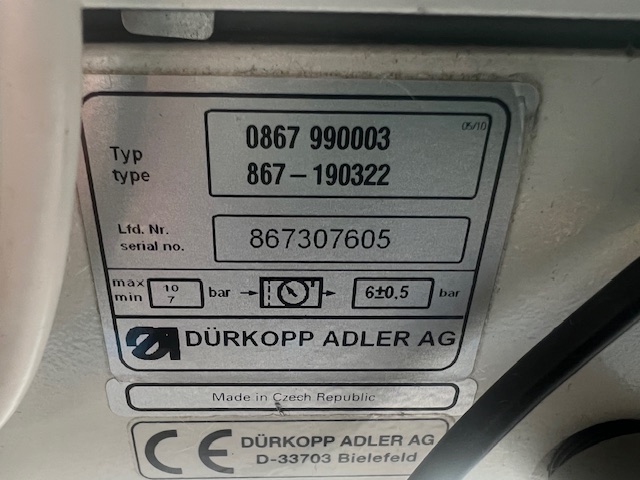 0867 990003
05/10
Typ
type
867-190322
Lfd. Nr.
serial no.
867307605
max
min
10
7
bar
6±0.5
bar
DÜRKOPP ADLER AG
Made in Czech Republic
CE
DÜRKOPP ADLER AG
D-33703 Bielefeld